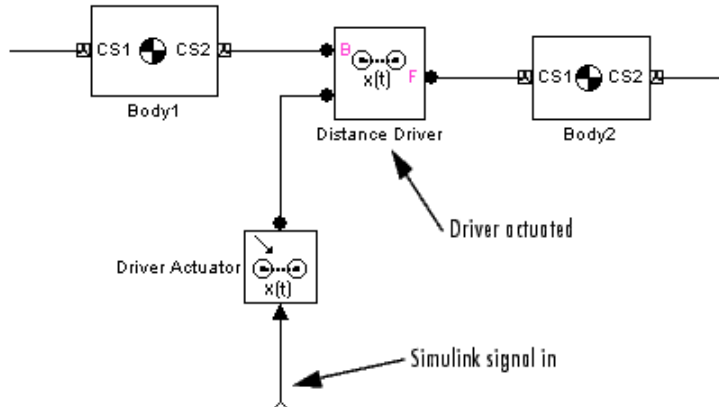 CS1 CS2
Body1
B
F
x(t)
Distance Driver
CS1 CS2
Body2
Driver actuated
Driver Actuator
x(t)
Simulink signal in